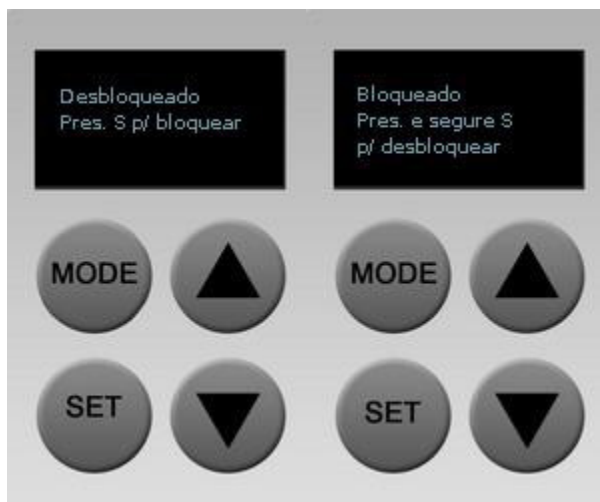 Desbloqueado
Pres. S p/ bloquear
Bloqueado
Pres. e segure S
p/ desbloquear
MODE
MODE
SET
SET